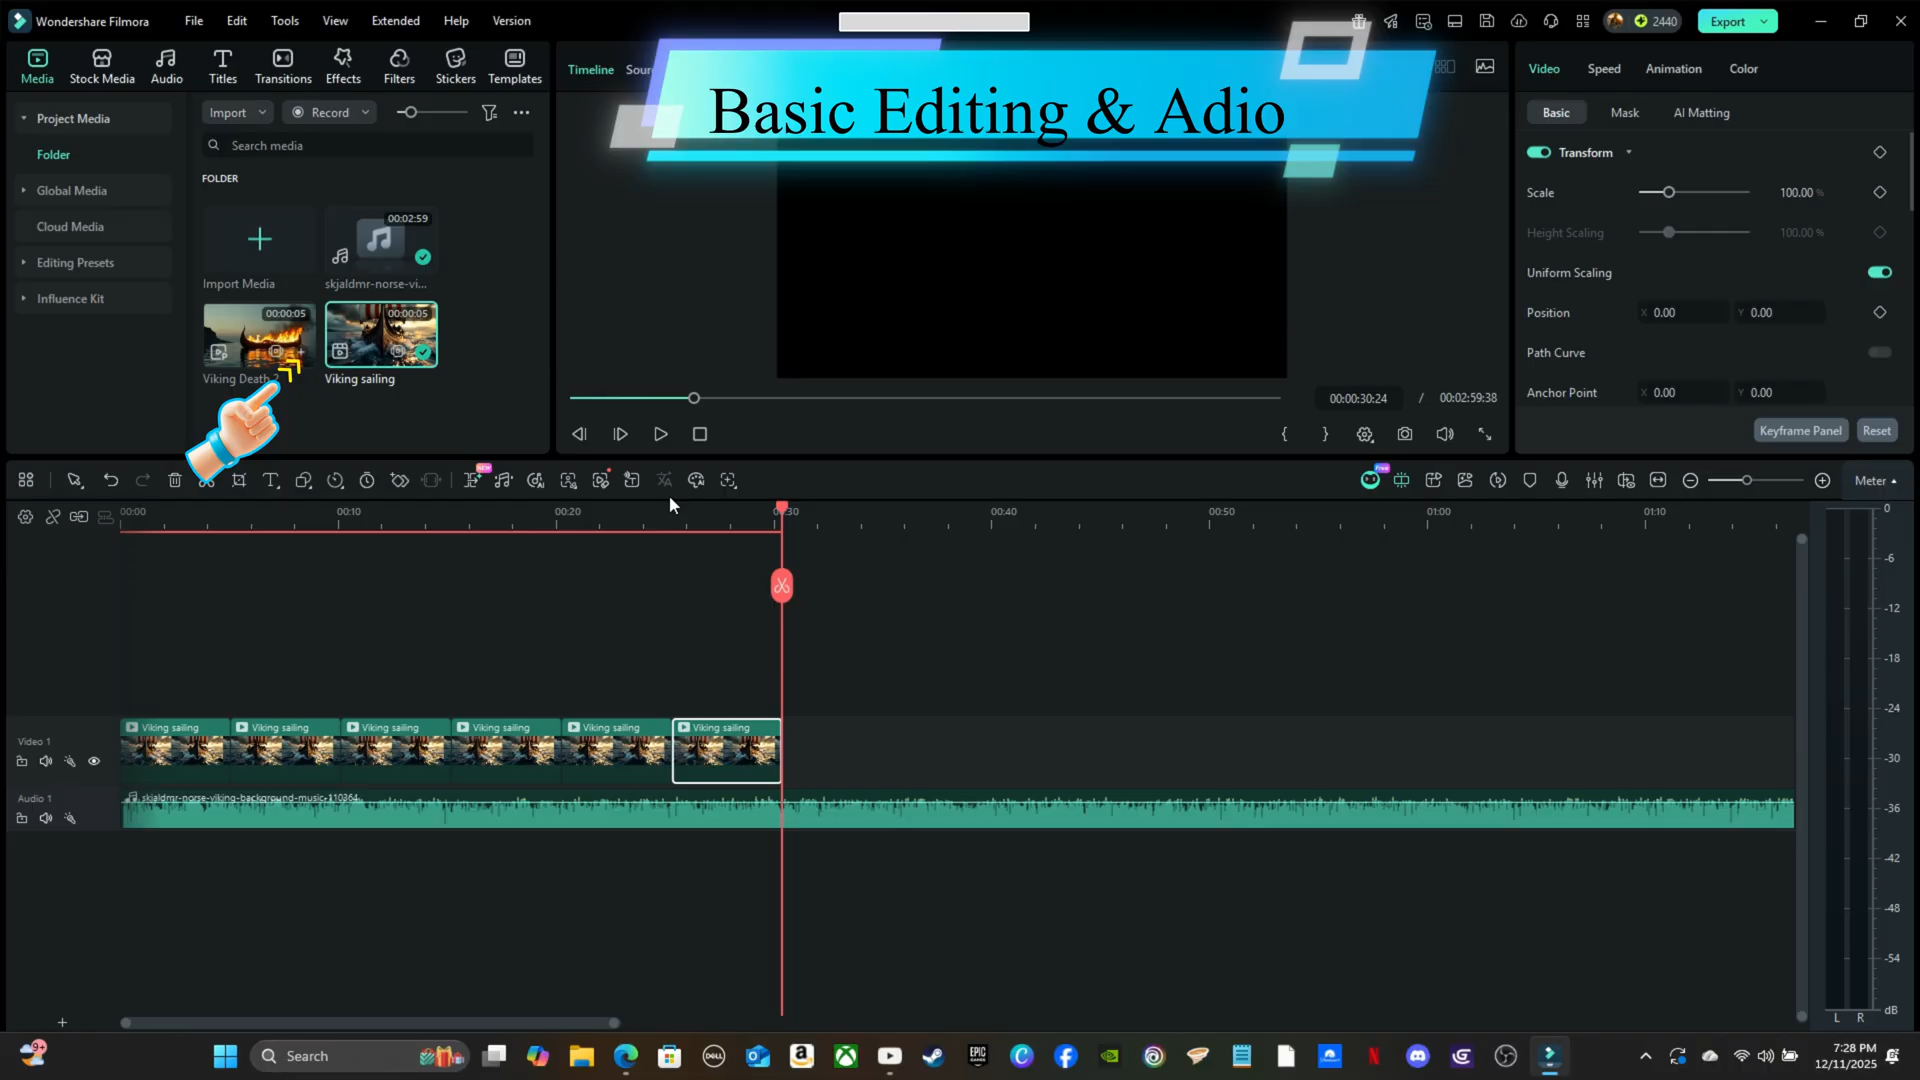 Wondershare Filmora
File
Edit
Tools
View
Extended
Help
Version
2440
Export
Media
Stock Media
Audio
Titles
Transitions
Effects
Filters
Stickers
Templates
Timeline
Sour
Basic Editing & Adio
Video
Speed
Animation
Color
Project Media
Folder
Global Media
Cloud Media
Editing Presets
Influence Kit
Import
Record
Search media
FOLDER
Import Media
00:02:59
skjaldmr-norse-vi...
00:00:05
Viking Death 2
00:00:05
Viking sailing
00:00:30:24
/
00:02:59:38
Basic
Mask
AI Matting
Transform
Scale
100.00 %
Height Scaling
100.00 %
Uniform Scaling
Position
X 0.00
Y 0.00
Path Curve
Anchor Point
X 0.00
Y 0.00
Keyframe Panel
Reset
NEW
Free
Meter
00:00
00:10
00:20
00:30
00:40
00:50
01:00
01:10
Video 1
Viking sailing
Viking sailing
Viking sailing
Viking sailing
Viking sailing
Viking sailing
Audio 1
skjaldmr-norse-viking-background-music-110364
0
-6
-12
-18
-24
-30
-36
-42
-48
-54
dB
L R
9+
Search
DELL
EPIC GAMES
7:28 PM
12/11/2025